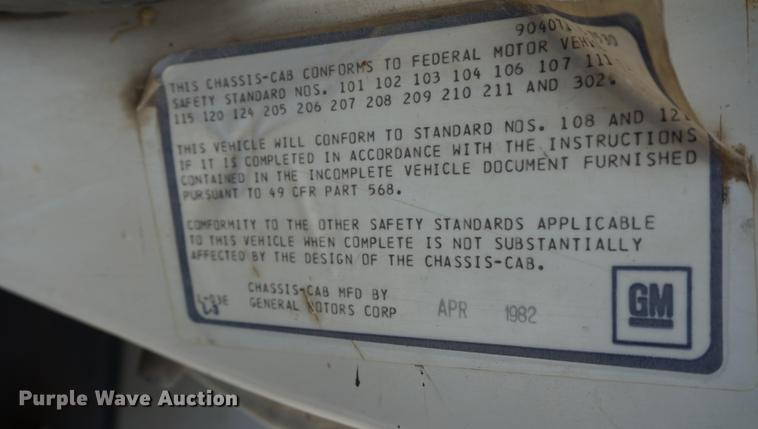 THIS CHASSIS-CAB CONFORMS TO FEDERAL MOTOR
SAFETY STANDARD NOS. 101 102 103 104 106 107 111
115 120 124 205 206 207 208 209 210 211 AND 302.
THIS VEHICLE WILL CONFORM TO STANDARD NOS. 108 AND
IF IT IS COMPLETED IN ACCORDANCE WITH THE INSTRUCTIONS
CONTAINED IN THE INCOMPLETE VEHICLE DOCUMENT FURNISHED
PURSUANT TO 49 CFR PART 568.
CONFORMITY TO THE OTHER SAFETY STANDARDS APPLICABLE
TO THIS VEHICLE WHEN COMPLETE IS NOT SUBSTANTIALLY
AFFECTED BY THE DESIGN OF THE CHASSIS-CAB.
CHASSIS-CAB MFD BY
GENERAL MOTORS CORP APR 1982
GM
Purple Wave Auction